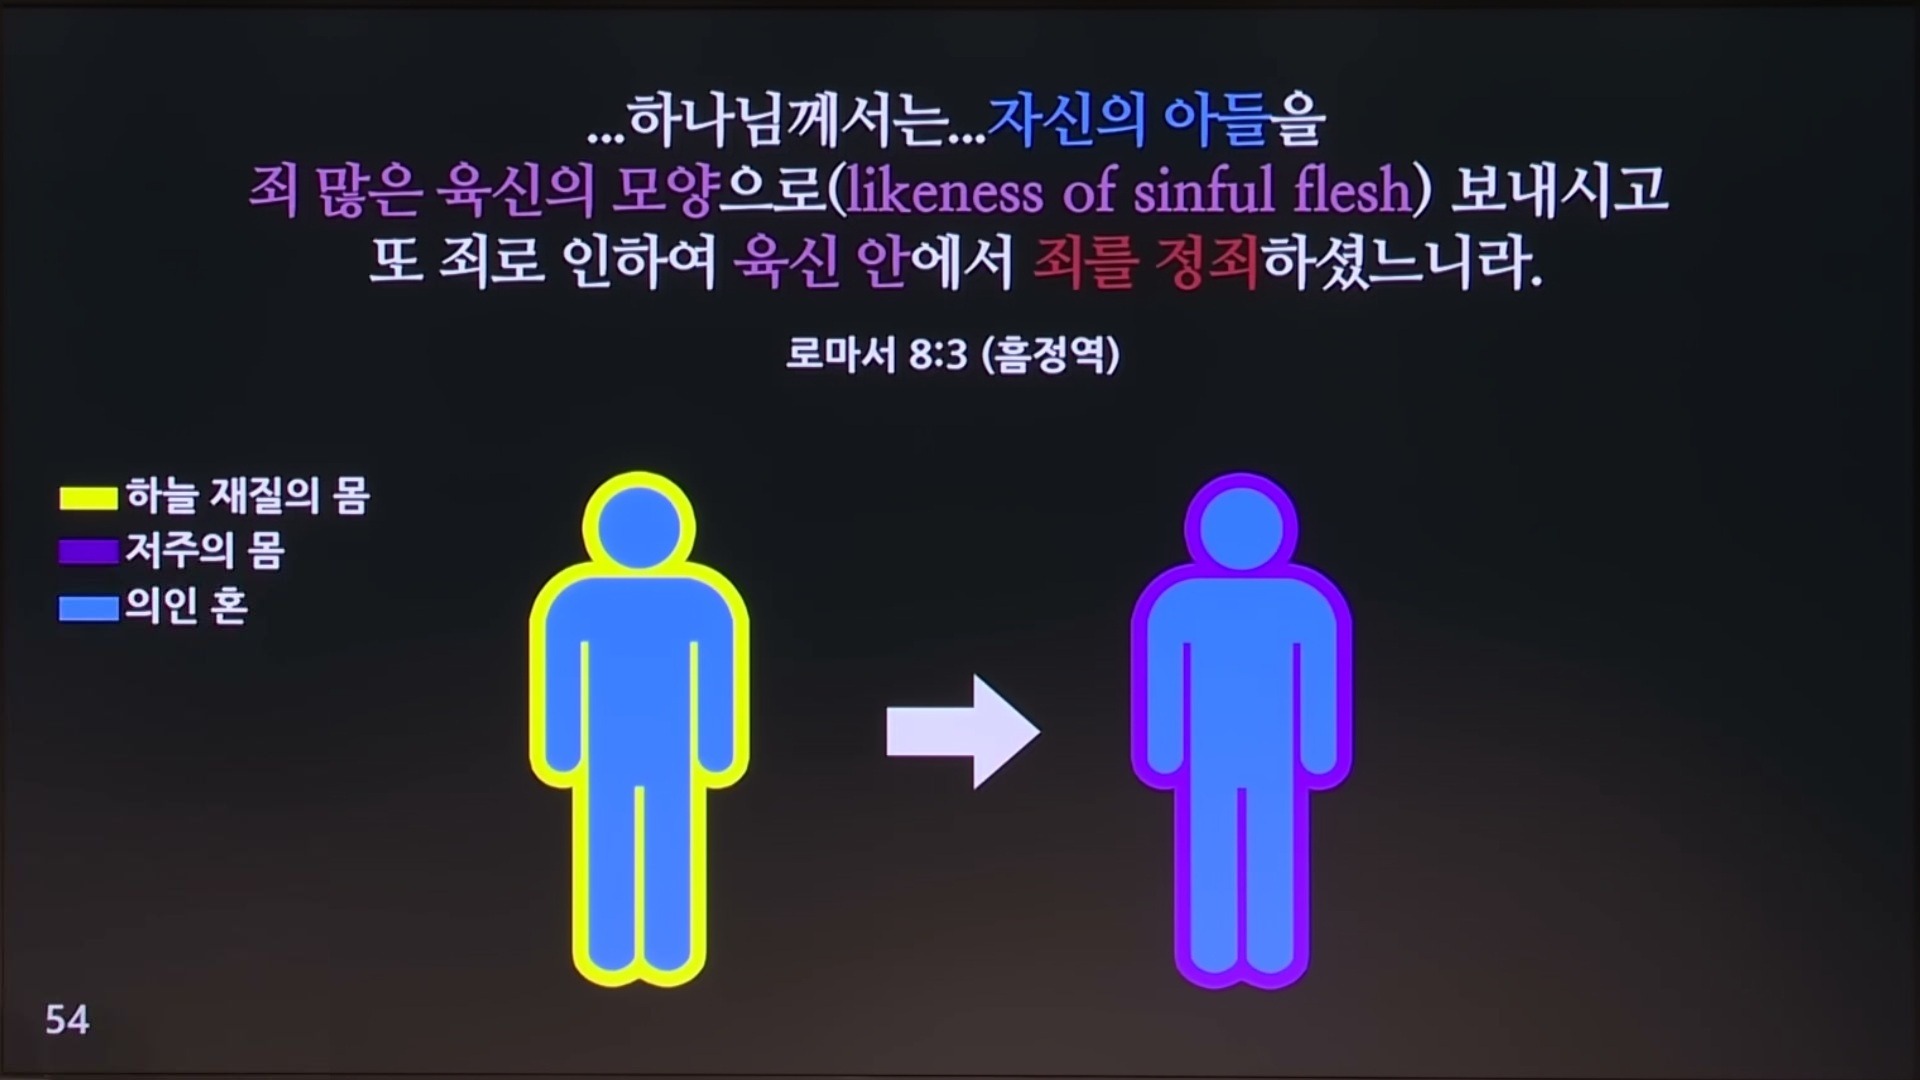 ...하나님께서는...자신의 아들을
죄 많은 육신의 모양으로(likeness of sinful flesh) 보내시고
또 죄로 인하여 육신 안에서 죄를 정죄하셨느니라.
로마서 8:3 (흠정역)
하늘 재질의 몸
저주의 몸
의인 혼
54